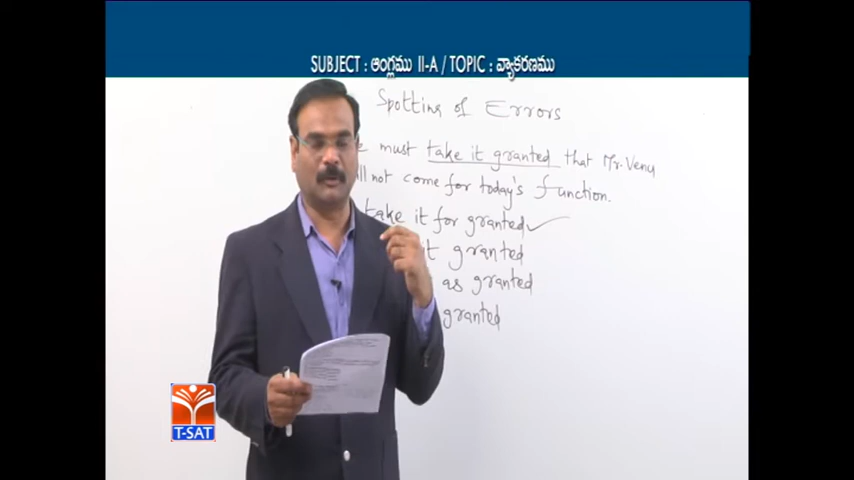 SUBJECT : ఆంగ్లము II-A / TOPIC : వ్యాకరణము
Spotting of Errors
must take it granted that Mr. Venu
not come for today's function.
take it for granted ✓
it granted
as granted
granted
T-SAT